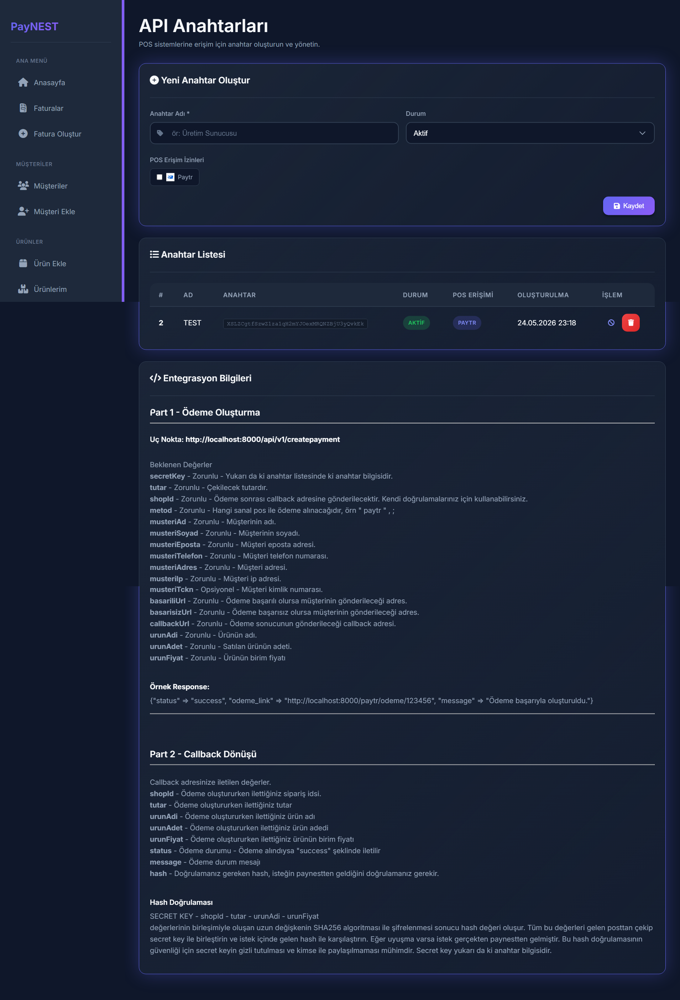 PayNEST
ANA MENÜ
Anasayfa
Faturalar
Fatura Oluştur
MÜŞTERİLER
Müşteriler
Müşteri Ekle
ÜRÜNLER
Ürün Ekle
Ürünlerim
API Anahtarları
POS sistemlerine erişim için anahtar oluşturun ve yönetin.
Yeni Anahtar Oluştur
Anahtar Adı *
ör: Üretim Sunucusu
Durum
Aktif
POS Erişim İzinleri
Paytr
Kaydet
Anahtar Listesi
# AD ANAHTAR DURUM POS ERİŞİMİ OLUŞTURULMA İŞLEM
2 TEST XSLZCgtfSzwZ1za1qH2mYJOexMRQNZBjU3yQvkEk AKTİF PAYTR 24.05.2026 23:18
Entegrasyon Bilgileri
Part 1 - Ödeme Oluşturma
Uç Nokta: http://localhost:8000/api/v1/createpayment
Beklenen Değerler
secretKey - Zorunlu - Yukarı da ki anahtar listesinde ki anahtar bilgisidir.
tutar - Zorunlu - Çekilecek tutardır.
shopId - Zorunlu - Ödeme sonrası callback adresine gönderilecektir. Kendi doğrulamalarınız için kullanabilirsiniz.
metod - Zorunlu - Hangi sanal pos ile ödeme alınacağıdır, örn " paytr " , ;
musteriAd - Zorunlu - Müşterinin adı.
musteriSoyad - Zorunlu - Müşterinin soyadı.
musteriEposta - Zorunlu - Müşteri eposta adresi.
musteriTelefon - Zorunlu - Müşteri telefon numarası.
musteriAdres - Zorunlu - Müşteri adresi.
musteriIp - Zorunlu - Müşteri ip adresi.
musteriTckn - Opsiyonel - Müşteri kimlik numarası.
basariliUrl - Zorunlu - Ödeme başarılı olursa müşterinin gönderileceği adres.
basarisizUrl - Zorunlu - Ödeme başarısız olursa müşterinin gönderileceği adres.
callbackUrl - Zorunlu - Ödeme sonucunun gönderileceği callback adresi.
urunAdi - Zorunlu - Ürünün adı.
urunAdet - Zorunlu - Satılan ürünün adeti.
urunFiyat - Zorunlu - Ürünün birim fiyatı
Örnek Response:
{"status" => "success", "odeme_link" => "http://localhost:8000/paytr/odeme/123456", "message" => "Ödeme başarıyla oluşturuldu."}
Part 2 - Callback Dönüşü
Callback adresinize iletilen değerler.
shopId - Ödeme oluştururken ilettiğiniz sipariş idsi.
tutar - Ödeme oluştururken ilettiğiniz tutar
urunAdi - Ödeme oluştururken ilettiğiniz ürün adı
urunAdet - Ödeme oluştururken ilettiğiniz ürün adedi
urunFiyat - Ödeme oluştururken ilettiğiniz ürünün birim fiyatı
status - Ödeme durumu - Ödeme alındıysa "success" şeklinde iletilir
message - Ödeme durum mesajı
hash - Doğrulamanız gereken hash, isteğin paynestten geldiğini doğrulamanız gerekir.
Hash Doğrulaması
SECRET KEY - shopId - tutar - urunAdi - urunFiyat
değerlerinin birleşimiyle oluşan uzun değişkenin SHA256 algoritması ile şifrelenmesi sonucu hash değeri oluşur. Tüm bu değerleri gelen posttan çekip
secret key ile birleştirin ve istek içinde gelen hash ile karşılaştırın. Eğer uyuşma varsa istek gerçekten paynestten gelmiştir. Bu hash doğrulamasının
güvenliği için secret keyin gizli tutulması ve kimse ile paylaşılmaması mühimdir. Secret key yukarı da ki anahtar bilgisidir.